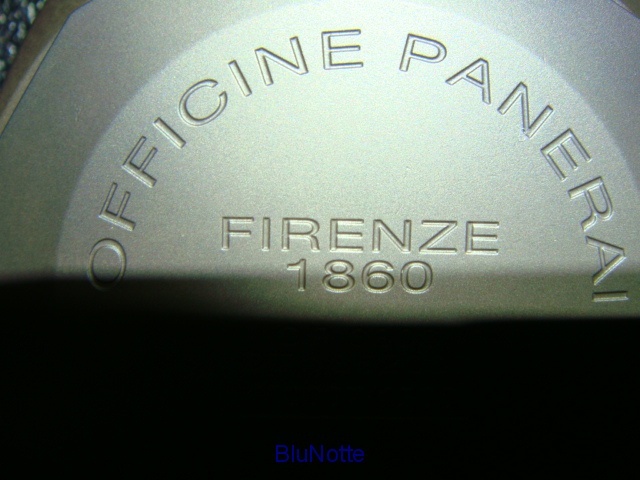 OFFICINE PANERAI
FIRENZE
1860
BluNotte